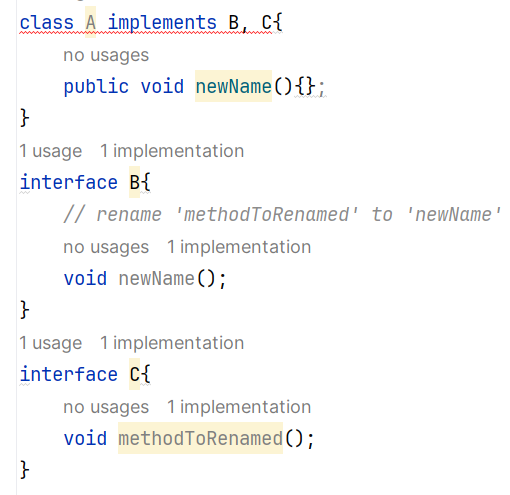 class A implements B, C{
no usages
public void newName(){};
}
1 usage 1 implementation
interface B{
// rename 'methodToRenamed' to 'newName'
no usages 1 implementation
void newName();
}
1 usage 1 implementation
interface C{
no usages 1 implementation
void methodToRenamed();
}